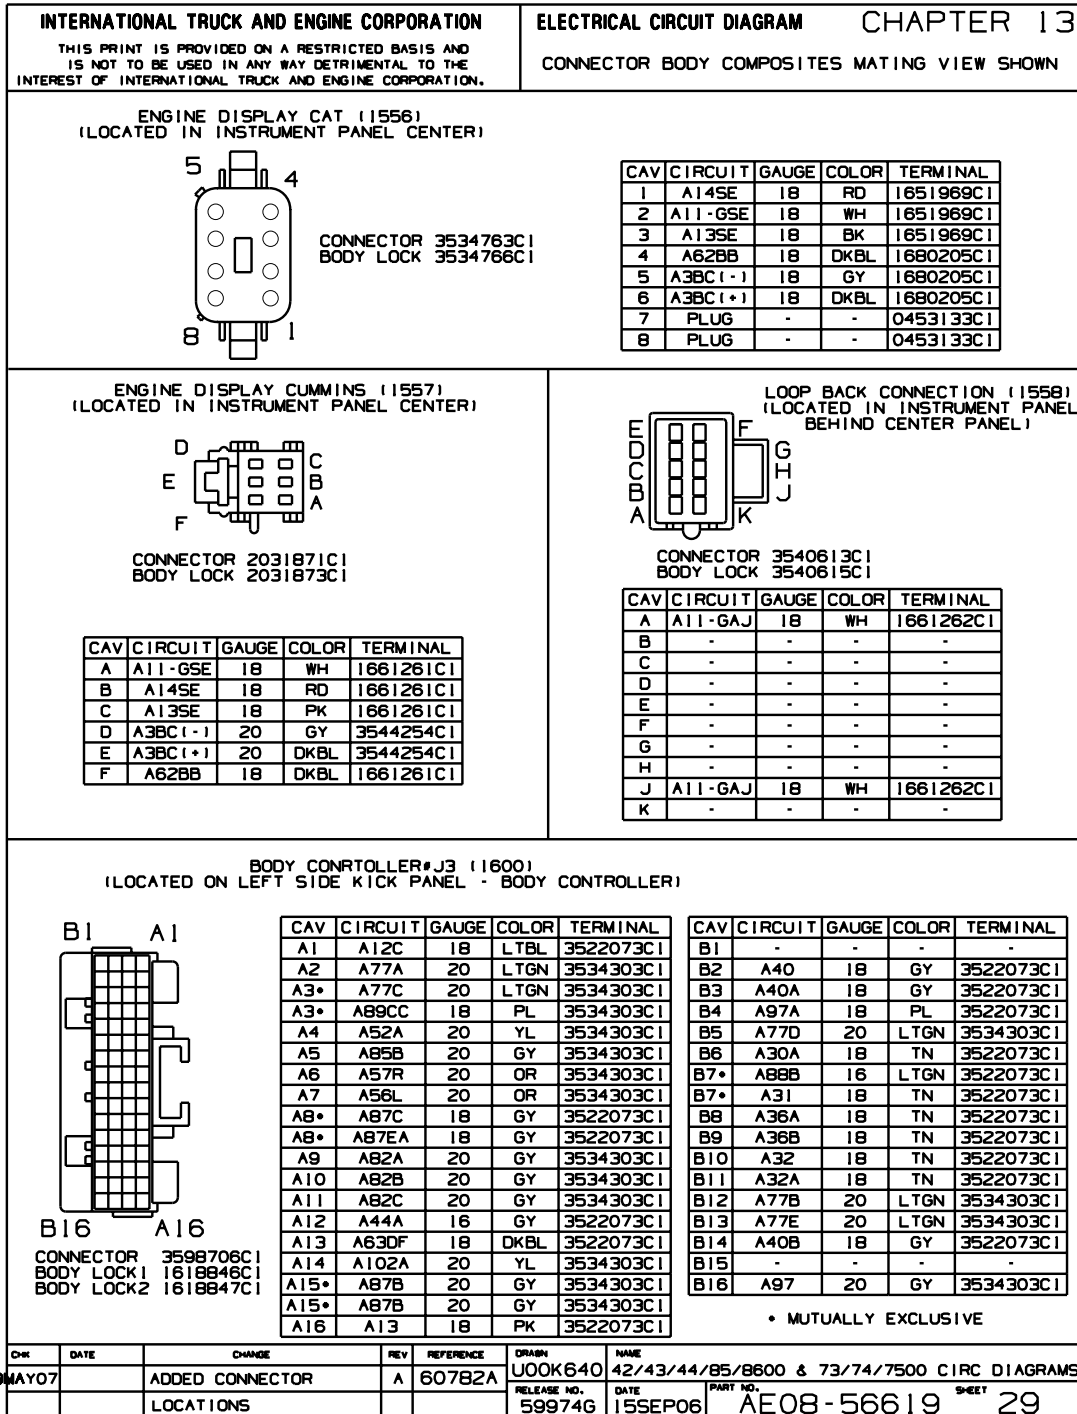 INTERNATIONAL TRUCK AND ENGINE CORPORATION
THIS PRINT IS PROVIDED ON A RESTRICTED BASIS AND
IS NOT TO BE USED IN ANY WAY DETRIMENTAL TO THE
INTEREST OF INTERNATIONAL TRUCK AND ENGINE CORPORATION.
ELECTRICAL CIRCUIT DIAGRAM CHAPTER 13
CONNECTOR BODY COMPOSITES MATING VIEW SHOWN
ENGINE DISPLAY CAT (1556)
(LOCATED IN INSTRUMENT PANEL CENTER)
5 4
8 1
CONNECTOR 3534763C1
BODY LOCK 3534766C1
CAV CIRCUIT GAUGE COLOR TERMINAL
1 A14SE 18 RD 1651969C1
2 A11-GSE 18 WH 1651969C1
3 A13SE 18 BK 1651969C1
4 A62BB 18 DKBL 1680205C1
5 A3BC(-) 18 GY 1680205C1
6 A3BC(+) 18 DKBL 1680205C1
7 PLUG - - 0453133C1
8 PLUG - - 0453133C1
ENGINE DISPLAY CUMMINS (1557)
(LOCATED IN INSTRUMENT PANEL CENTER)
D C
E B
F A
CONNECTOR 2031871C1
BODY LOCK 2031873C1
CAV CIRCUIT GAUGE COLOR TERMINAL
A A11-GSE 18 WH 1661261C1
B A14SE 18 RD 1661261C1
C A13SE 18 PK 1661261C1
D A3BC(-) 20 GY 3544254C1
E A3BC(+) 20 DKBL 3544254C1
F A62BB 18 DKBL 1661261C1
LOOP BACK CONNECTION (1558)
(LOCATED IN INSTRUMENT PANEL
BEHIND CENTER PANEL)
E F
D G
C H
B J
A K
CONNECTOR 3540613C1
BODY LOCK 3540615C1
CAV CIRCUIT GAUGE COLOR TERMINAL
A A11-GAJ 18 WH 1661262C1
B - - - -
C - - - -
D - - - -
E - - - -
F - - - -
G - - - -
H - - - -
J A11-GAJ 18 WH 1661262C1
K - - - -
BODY CONRTOLLER#J3 (1600)
(LOCATED ON LEFT SIDE KICK PANEL - BODY CONTROLLER)
B1 A1
B16 A16
CONNECTOR 3598706C1
BODY LOCK1 1618846C1
BODY LOCK2 1618847C1
CAV CIRCUIT GAUGE COLOR TERMINAL
A1 A12C 18 LTBL 3522073C1
A2 A77A 20 LTGN 3534303C1
A3• A77C 20 LTGN 3534303C1
A3• A89CC 18 PL 3534303C1
A4 A52A 20 YL 3534303C1
A5 A85B 20 GY 3534303C1
A6 A57R 20 OR 3534303C1
A7 A56L 20 OR 3534303C1
A8• A87C 18 GY 3522073C1
A8• A87EA 18 GY 3522073C1
A9 A82A 20 GY 3534303C1
A10 A82B 20 GY 3534303C1
A11 A82C 20 GY 3534303C1
A12 A44A 16 GY 3522073C1
A13 A63DF 18 DKBL 3522073C1
A14 A102A 20 YL 3534303C1
A15• A87B 20 GY 3534303C1
A15• A87B 20 GY 3534303C1
A16 A13 18 PK 3522073C1
CAV CIRCUIT GAUGE COLOR TERMINAL
B1 - - - -
B2 A40 18 GY 3522073C1
B3 A40A 18 GY 3522073C1
B4 A97A 18 PL 3522073C1
B5 A77D 20 LTGN 3534303C1
B6 A30A 18 TN 3522073C1
B7• A88B 16 LTGN 3522073C1
B7• A31 18 TN 3522073C1
B8 A36A 18 TN 3522073C1
B9 A36B 18 TN 3522073C1
B10 A32 18 TN 3522073C1
B11 A32A 18 TN 3522073C1
B12 A77B 20 LTGN 3534303C1
B13 A77E 20 LTGN 3534303C1
B14 A40B 18 GY 3522073C1
B15 - - - -
B16 A97 20 GY 3534303C1
• MUTUALLY EXCLUSIVE
CHK DATE CHANGE REV REFERENCE DRAWN NAME
MAY07 ADDED CONNECTOR A 60782A U00K640 42/43/44/85/8600 & 73/74/7500 CIRC DIAGRAMS
LOCATIONS
RELEASE NO. DATE PART NO. SHEET
59974G 15SEP06 AE08-56619 29